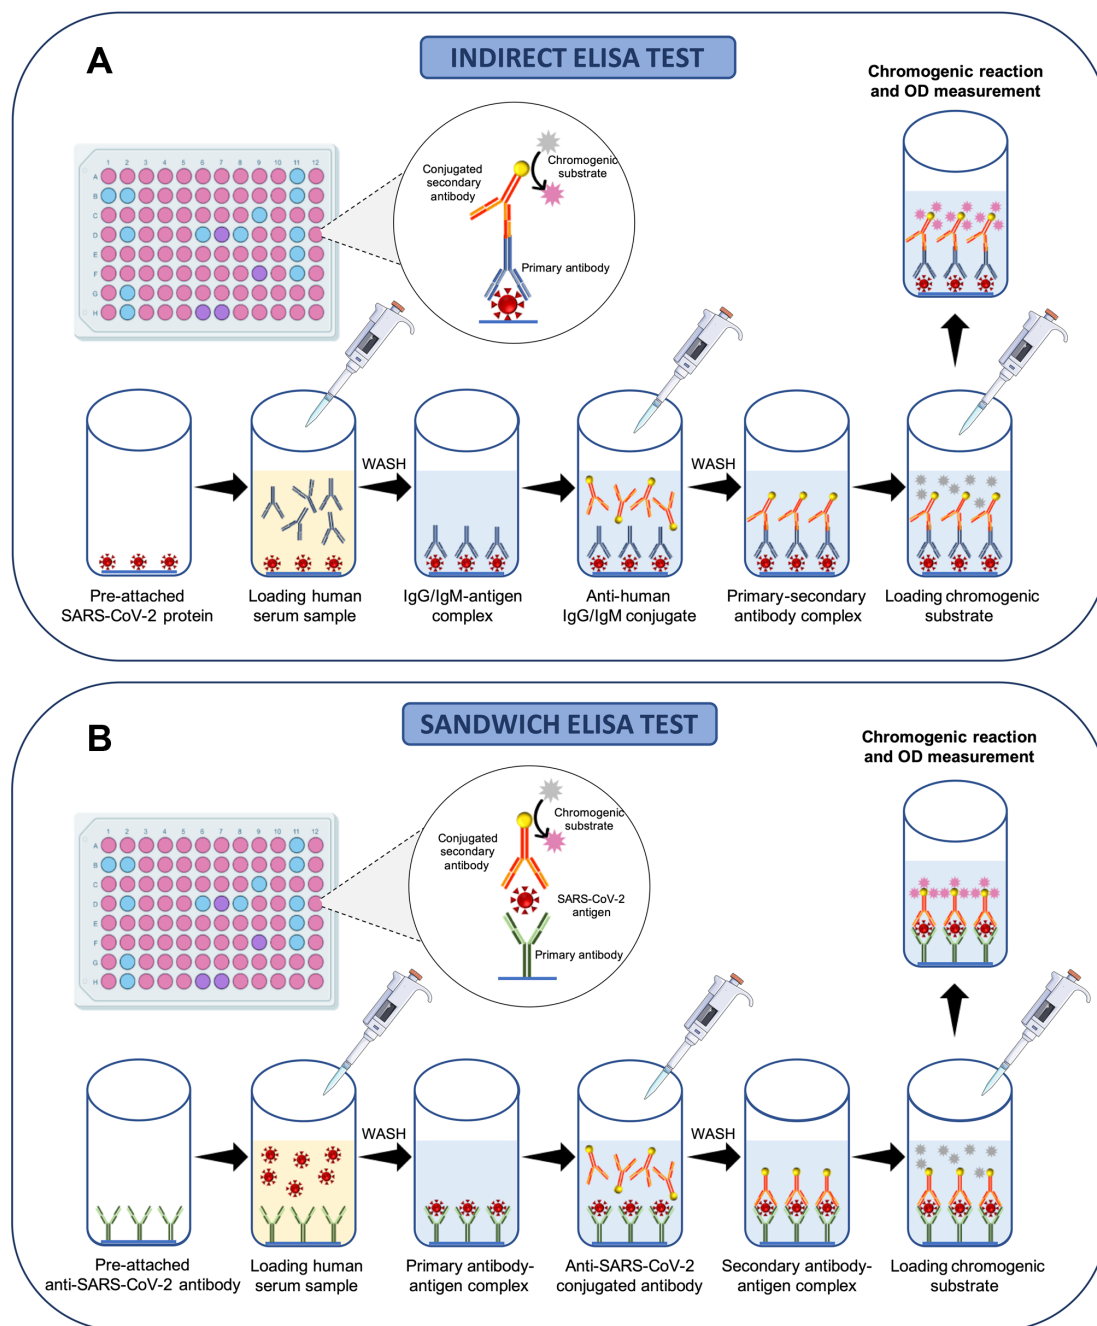 A
INDIRECT ELISA TEST
Chromogenic reaction
and OD measurement
1 2 3 4 5 6 7 8 9 10 11 12
A
B
C
D
E
F
G
H
Conjugated
secondary
antibody
Chromogenic
substrate
Primary antibody
WASH
WASH
Pre-attached
SARS-CoV-2 protein
Loading human
serum sample
IgG/IgM-antigen
complex
Anti-human
IgG/IgM conjugate
Primary-secondary
antibody complex
Loading chromogenic
substrate
B
SANDWICH ELISA TEST
Chromogenic reaction
and OD measurement
1 2 3 4 5 6 7 8 9 10 11 12
A
B
C
D
E
F
G
H
Conjugated
secondary
antibody
Chromogenic
substrate
SARS-CoV-2
antigen
Primary antibody
WASH
WASH
Pre-attached
anti-SARS-CoV-2 antibody
Loading human
serum sample
Primary antibody-
antigen complex
Anti-SARS-CoV-2
conjugated antibody
Secondary antibody-
antigen complex
Loading chromogenic
substrate